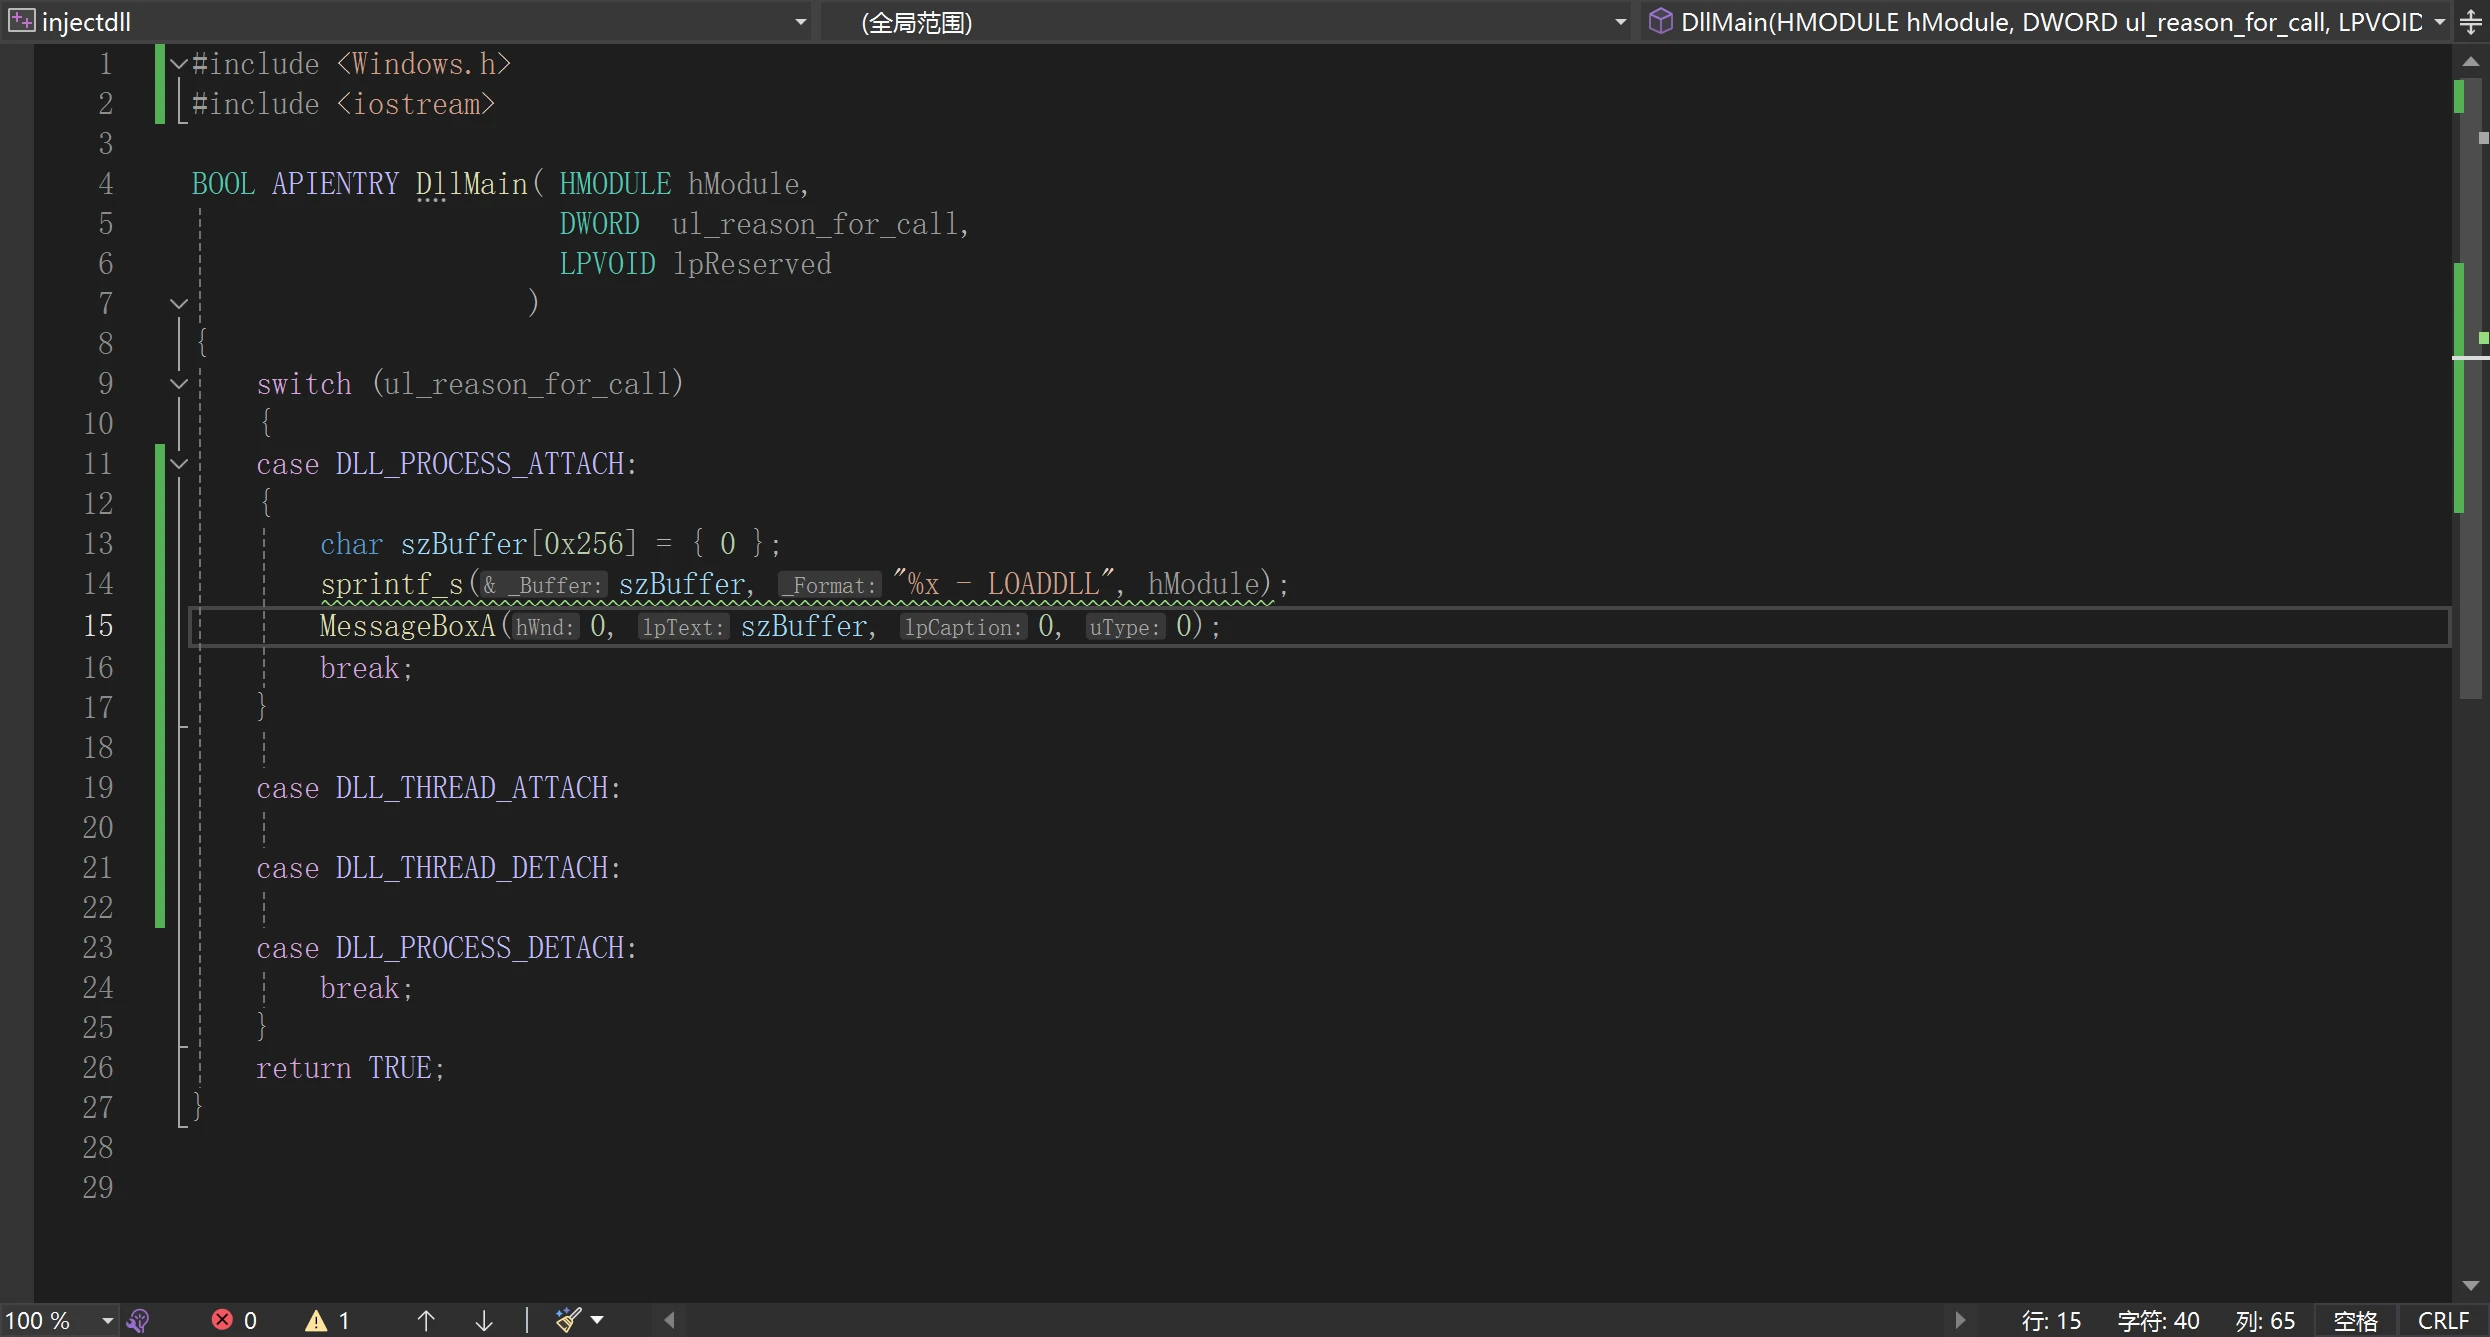 injectdll (全局范围) DllMain(HMODULE hModule, DWORD ul_reason_for_call, LPVOID
1 #include <Windows.h>
2 #include <iostream>
3
4 BOOL APIENTRY DllMain( HMODULE hModule,
5 DWORD  ul_reason_for_call,
6 LPVOID lpReserved
7 )
8 {
9 switch (ul_reason_for_call)
10 {
11 case DLL_PROCESS_ATTACH:
12 {
13 char szBuffer[0x256] = { 0 };
14 sprintf_s(& _Buffer: szBuffer, _Format: "%x - LOADDLL", hModule);
15 MessageBoxA(hWnd: 0, lpText: szBuffer, lpCaption: 0, uType: 0);
16 break;
17 }
18
19 case DLL_THREAD_ATTACH:
20
21 case DLL_THREAD_DETACH:
22
23 case DLL_PROCESS_DETACH:
24 break;
25 }
26 return TRUE;
27 }
28
29
100 % 0 1 行: 15 字符: 40 列: 65 空格 CRLF